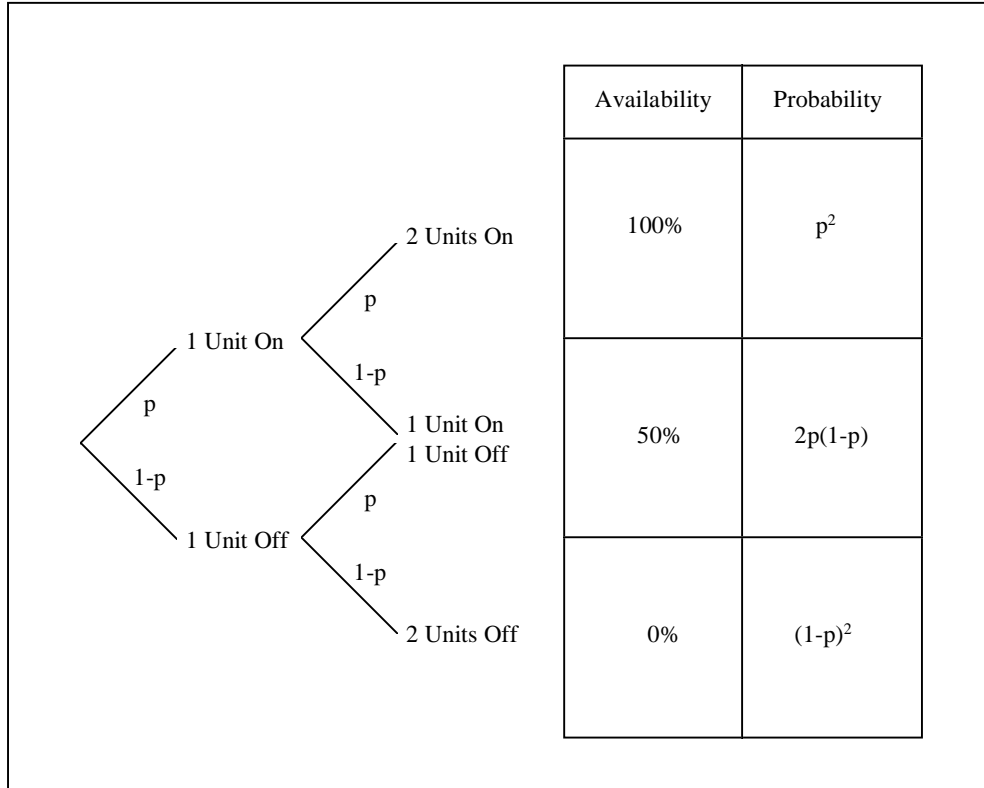 Availability Probability
100% p²
2 Units On
p
1 Unit On
1-p
p
1 Unit On
1 Unit Off
50% 2p(1-p)
1-p
p
1 Unit Off
1-p
2 Units Off
0% (1-p)²